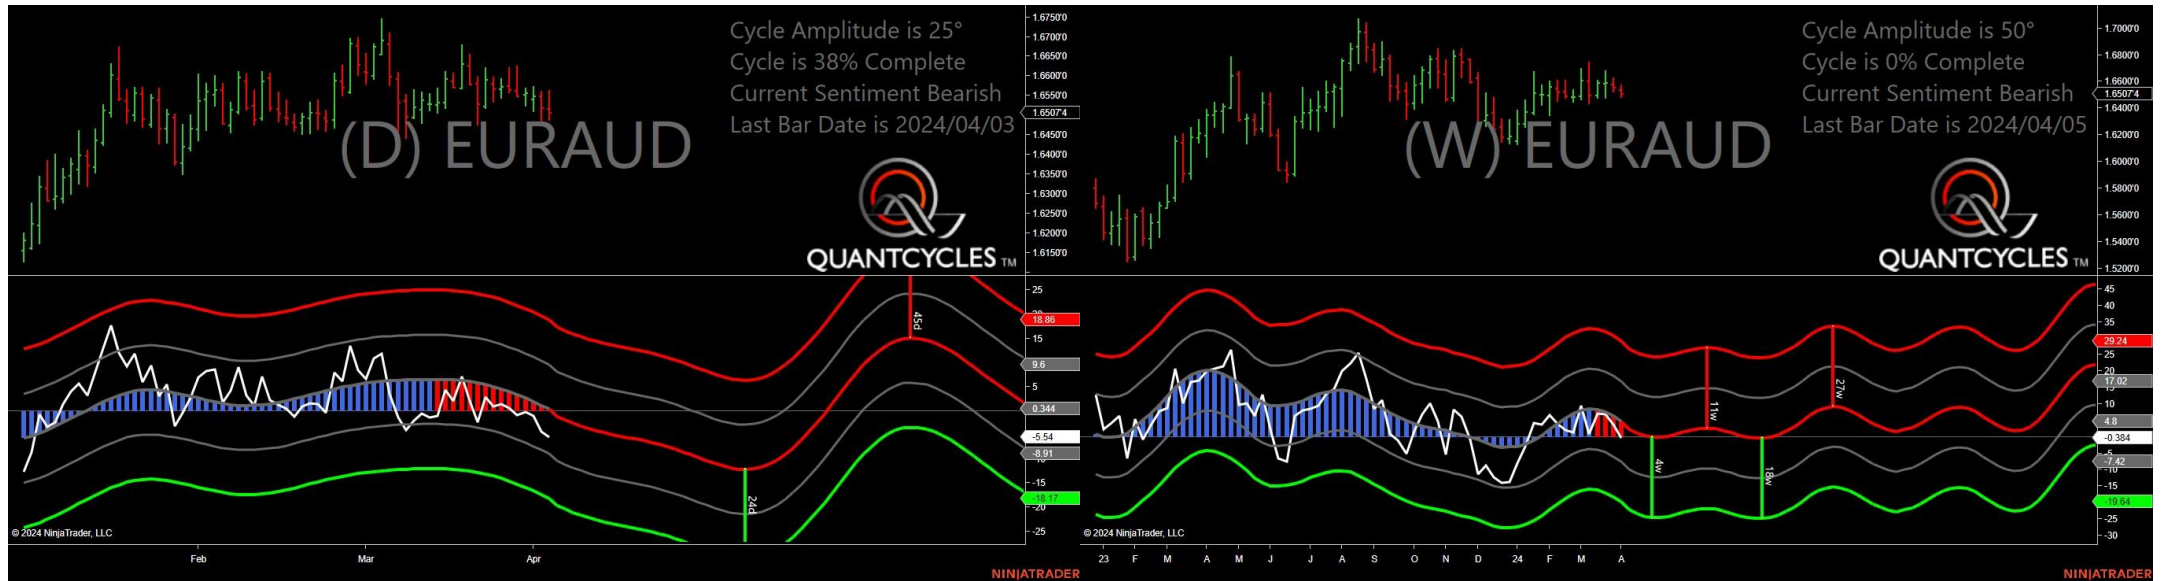 Cycle Amplitude is 25°
Cycle is 38% Complete
Current Sentiment Bearish
Last Bar Date is 2024/04/03
(D) EURAUD
QUANTCYCLES TM
1.6750'0
1.6700'0
1.6650'0
1.6600'0
1.6550'0
1.6507'4
1.6450'0
1.6400'0
1.6350'0
1.6300'0
1.6250'0
1.6200'0
1.6150'0
25
18.86
15
9.6
5
0.344
-5.54
-8.91
-15
-18.17
-20
-25
45d
24d
© 2024 NinjaTrader, LLC
Feb
Mar
Apr
NINJATRADER
Cycle Amplitude is 50°
Cycle is 0% Complete
Current Sentiment Bearish
Last Bar Date is 2024/04/05
(W) EURAUD
QUANTCYCLES TM
1.7000'0
1.6800'0
1.6600'0
1.6507'4
1.6400'0
1.6200'0
1.6000'0
1.5800'0
1.5600'0
1.5400'0
1.5200'0
45
40
35
29.24
25
20
17.02
10
4.8
-0.384
-5
-7.42
-10
-15
-19.64
-25
-30
11w
27w
4w
18w
© 2024 NinjaTrader, LLC
23 F M A M J J A S O N D 24 F M A
NINJATRADER